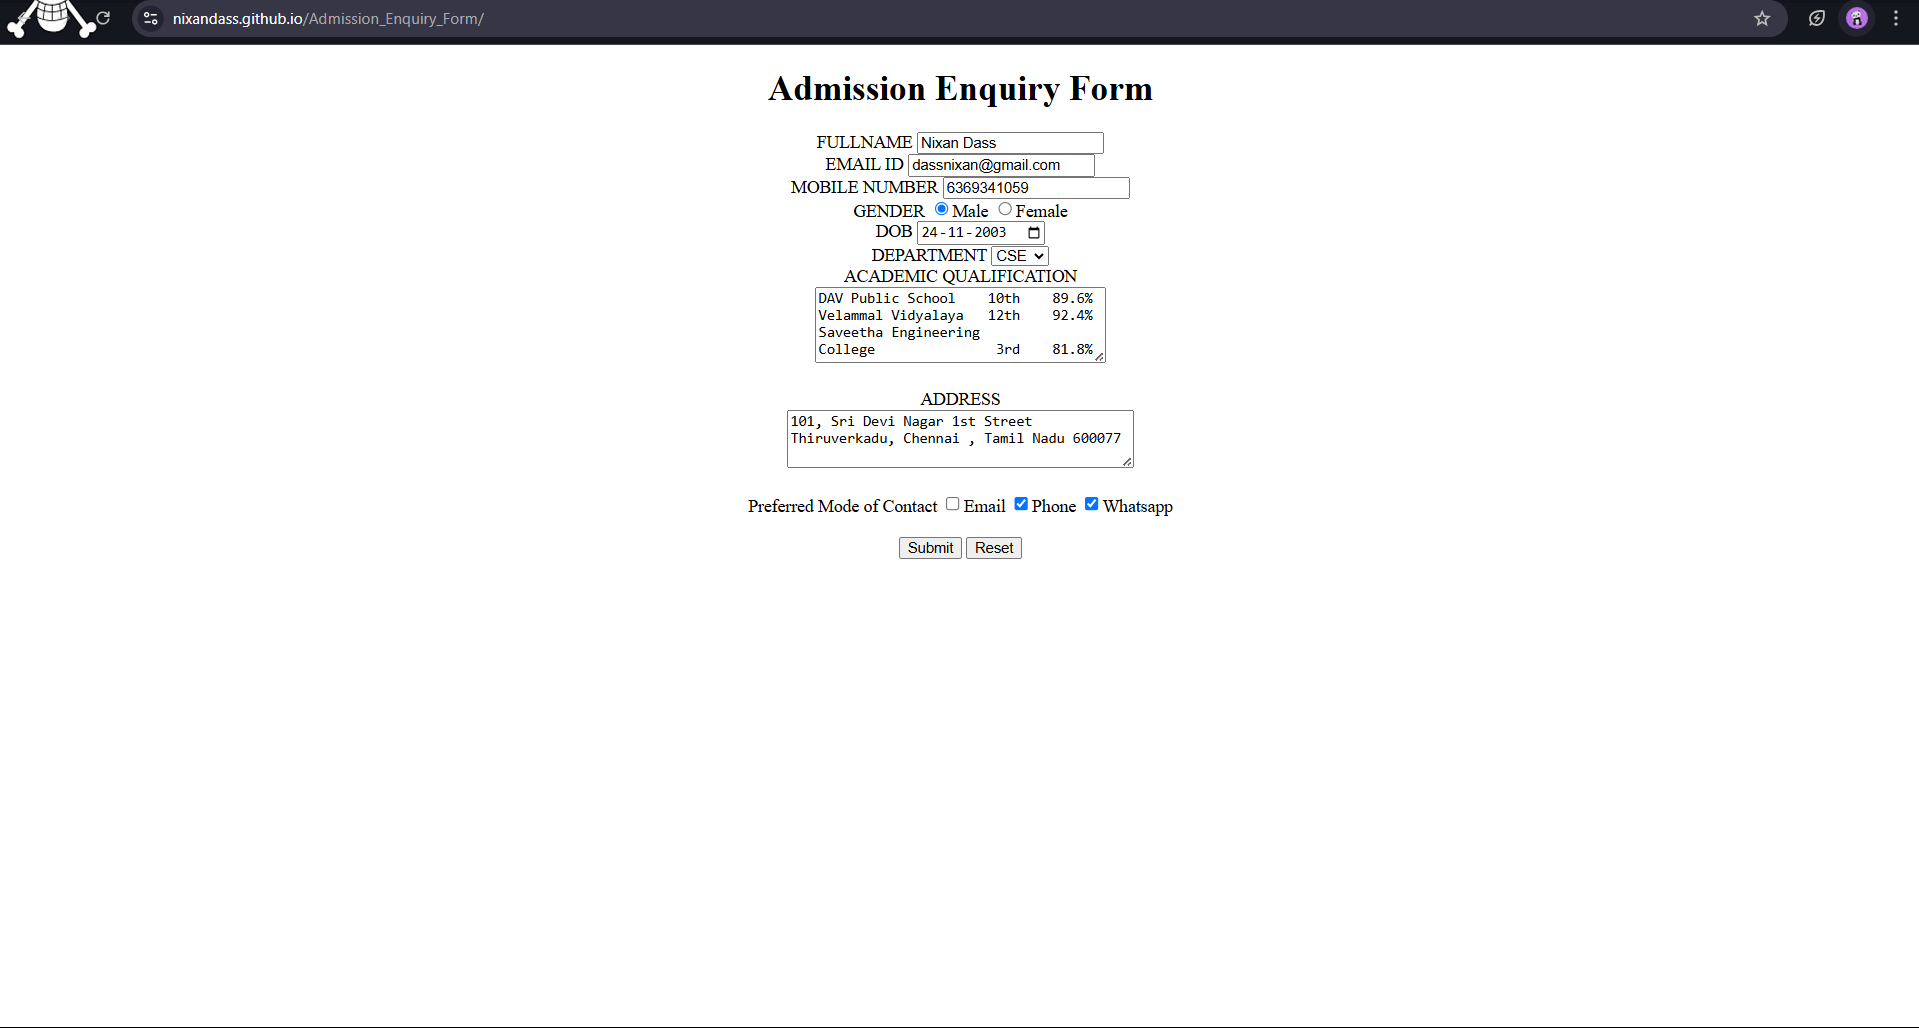 nixandass.github.io/Admission_Enquiry_Form/
Admission Enquiry Form
FULLNAME Nixan Dass
EMAIL ID dassnixan@gmail.com
MOBILE NUMBER 6369341059
GENDER Male Female
DOB 24-11-2003
DEPARTMENT CSE
ACADEMIC QUALIFICATION
DAV Public School 10th 89.6%
Velammal Vidyalaya 12th 92.4%
Saveetha Engineering
College 3rd 81.8%
ADDRESS
101, Sri Devi Nagar 1st Street
Thiruverkadu, Chennai , Tamil Nadu 600077
Preferred Mode of Contact Email Phone Whatsapp
Submit Reset